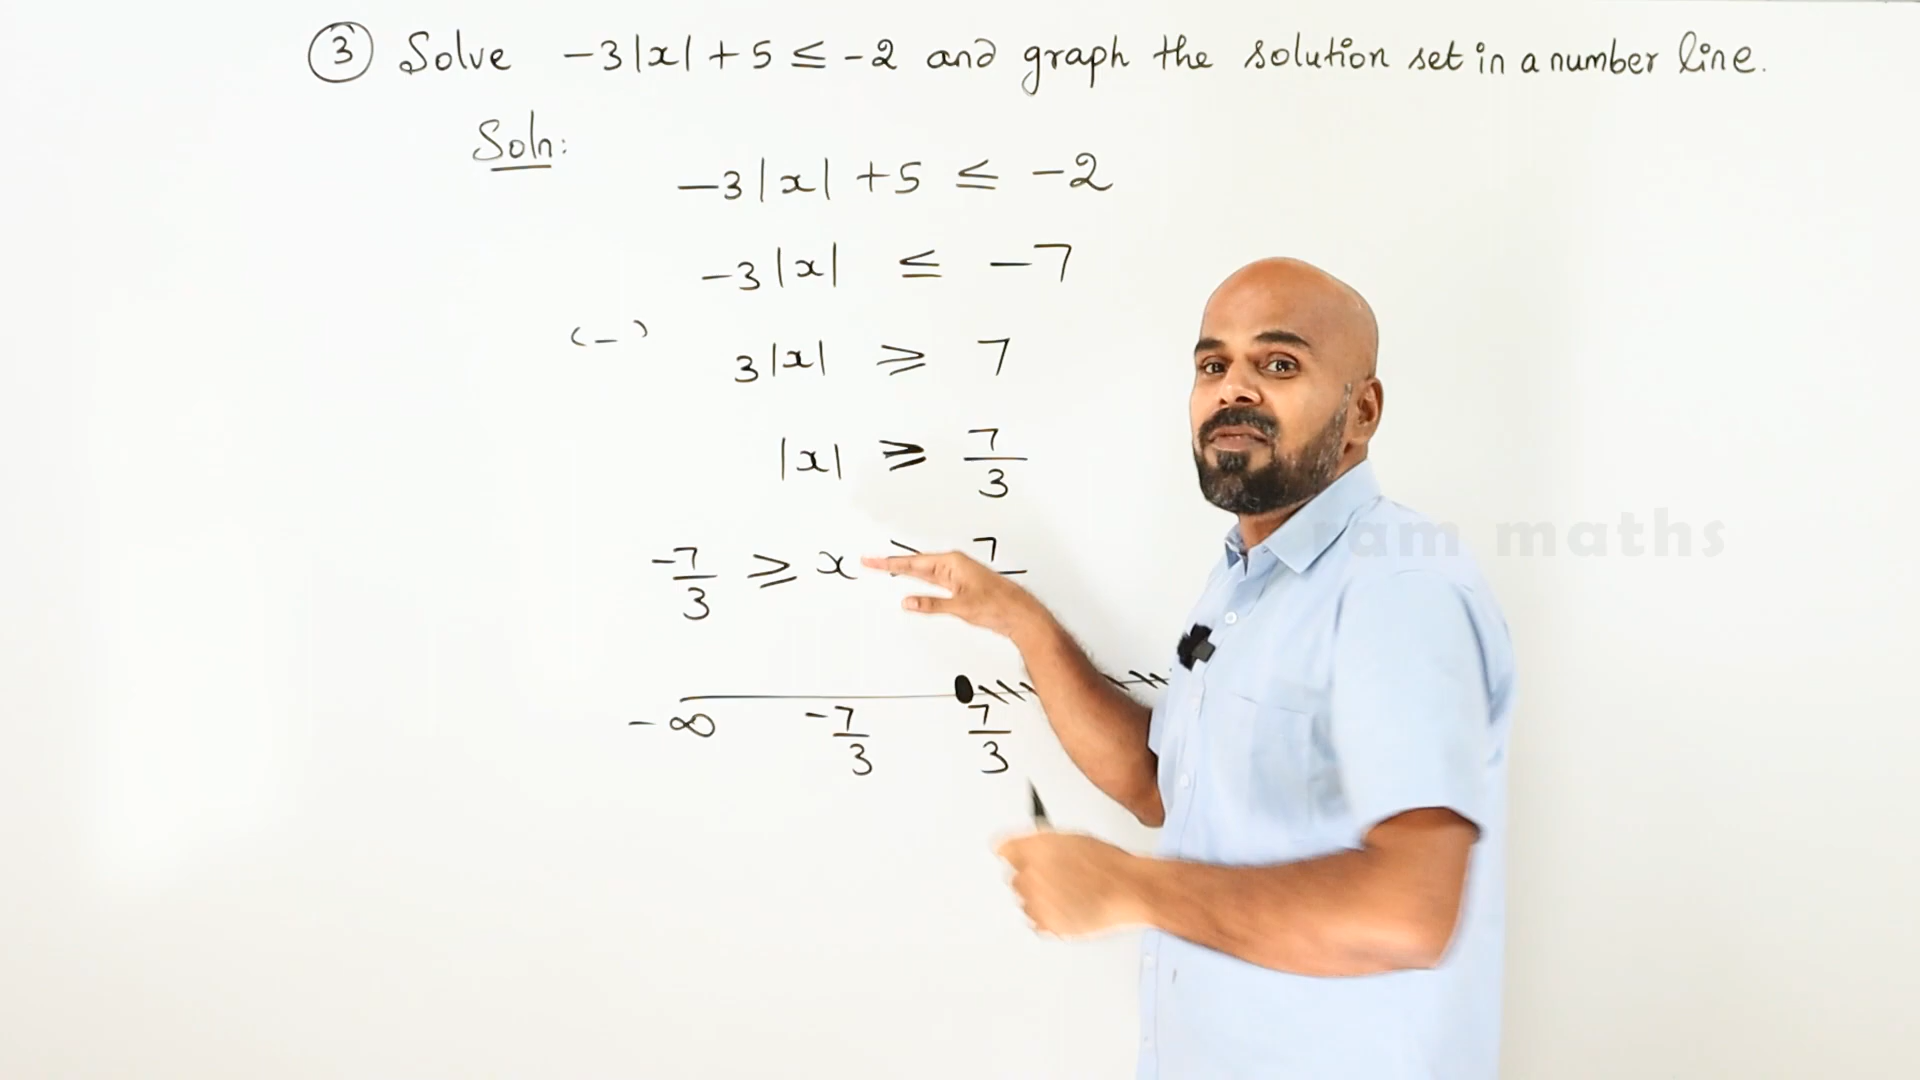 ③ Solve -3|x| + 5 ≤ -2 and graph the solution set in a number line.
Soln:
-3|x| + 5 ≤ -2
-3|x| ≤ -7
(-)
3|x| ≥ 7
|x| ≥ 7/3
-7/3 ≥ x ≥ 7
-∞ -7/3 7/3
ram maths